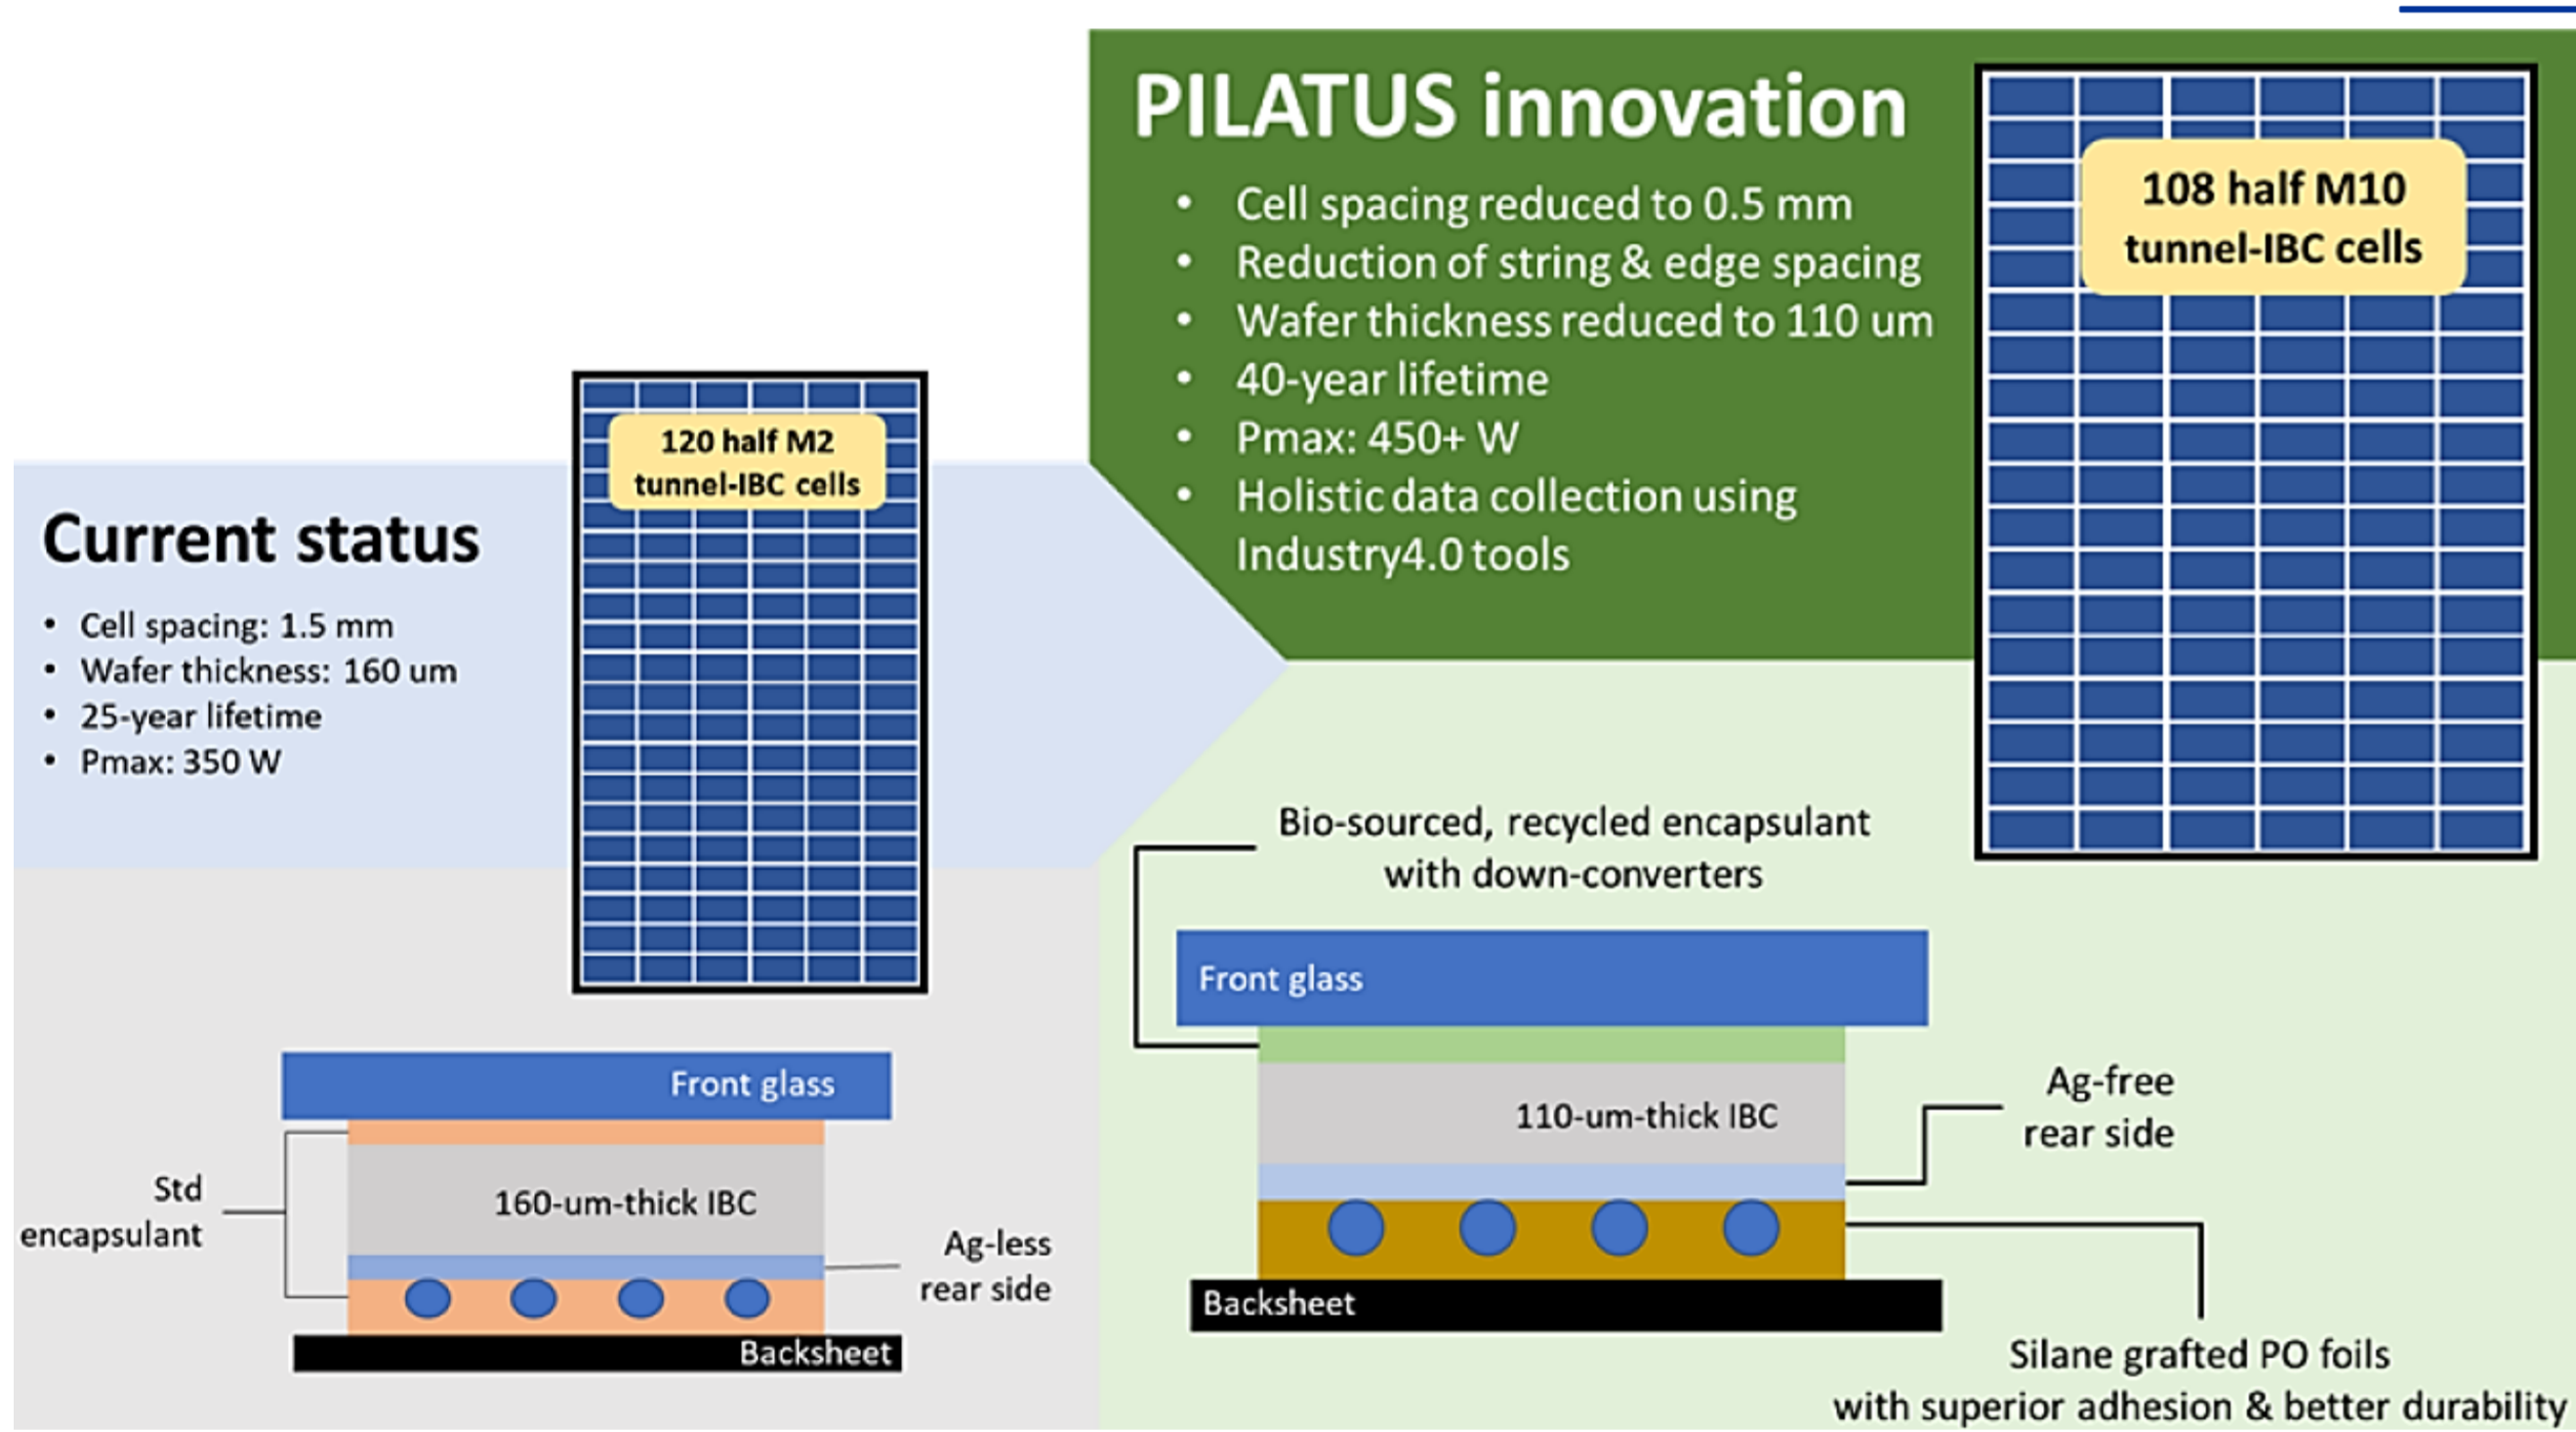 PILATUS innovation
• Cell spacing reduced to 0.5 mm
• Reduction of string & edge spacing
• Wafer thickness reduced to 110 um
• 40-year lifetime
• Pmax: 450+ W
• Holistic data collection using
Industry4.0 tools
108 half M10
tunnel-IBC cells
120 half M2
tunnel-IBC cells
Current status
• Cell spacing: 1.5 mm
• Wafer thickness: 160 um
• 25-year lifetime
• Pmax: 350 W
Bio-sourced, recycled encapsulant
with down-converters
Front glass
110-um-thick IBC
Ag-free
rear side
Backsheet
Silane grafted PO foils
with superior adhesion & better durability
Front glass
Std
encapsulant
160-um-thick IBC
Ag-less
rear side
Backsheet